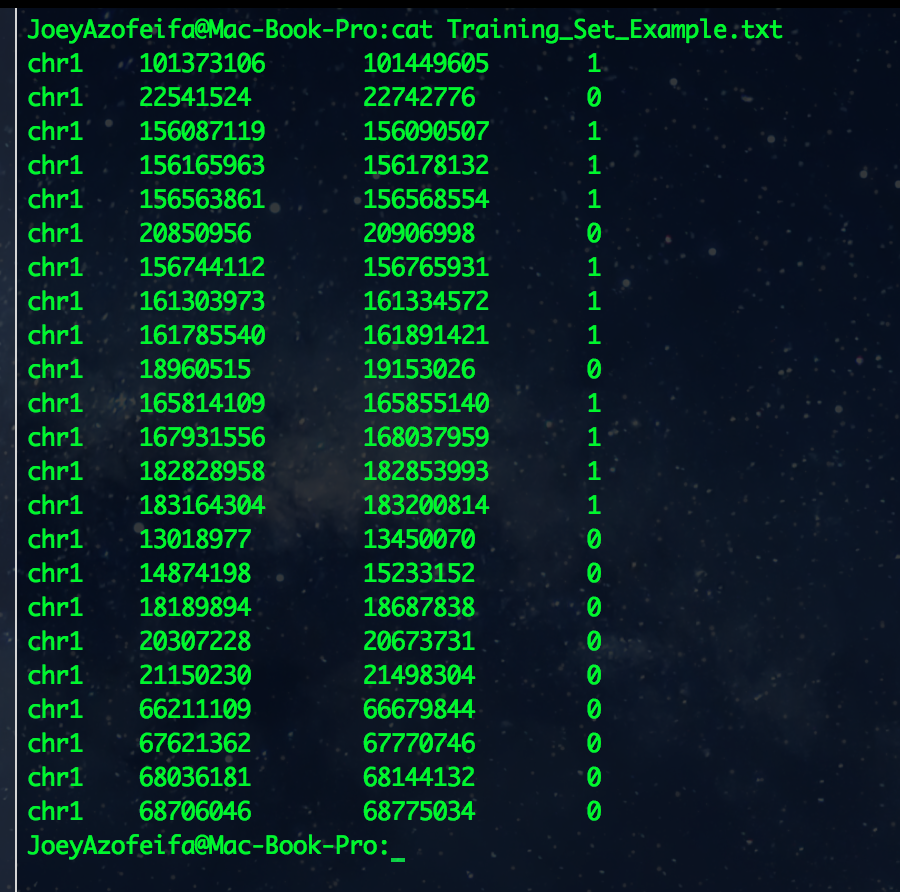 JoeyAzofeifa@Mac-Book-Pro:cat Training_Set_Example.txt
chr1 101373106 101449605 1
chr1 22541524 22742776 0
chr1 156087119 156090507 1
chr1 156165963 156178132 1
chr1 156563861 156568554 1
chr1 20850956 20906998 0
chr1 156744112 156765931 1
chr1 161303973 161334572 1
chr1 161785540 161891421 1
chr1 18960515 19153026 0
chr1 165814109 165855140 1
chr1 167931556 168037959 1
chr1 182828958 182853993 1
chr1 183164304 183200814 1
chr1 13018977 13450070 0
chr1 14874198 15233152 0
chr1 18189894 18687838 0
chr1 20307228 20673731 0
chr1 21150230 21498304 0
chr1 66211109 66679844 0
chr1 67621362 67770746 0
chr1 68036181 68144132 0
chr1 68706046 68775034 0
JoeyAzofeifa@Mac-Book-Pro:_